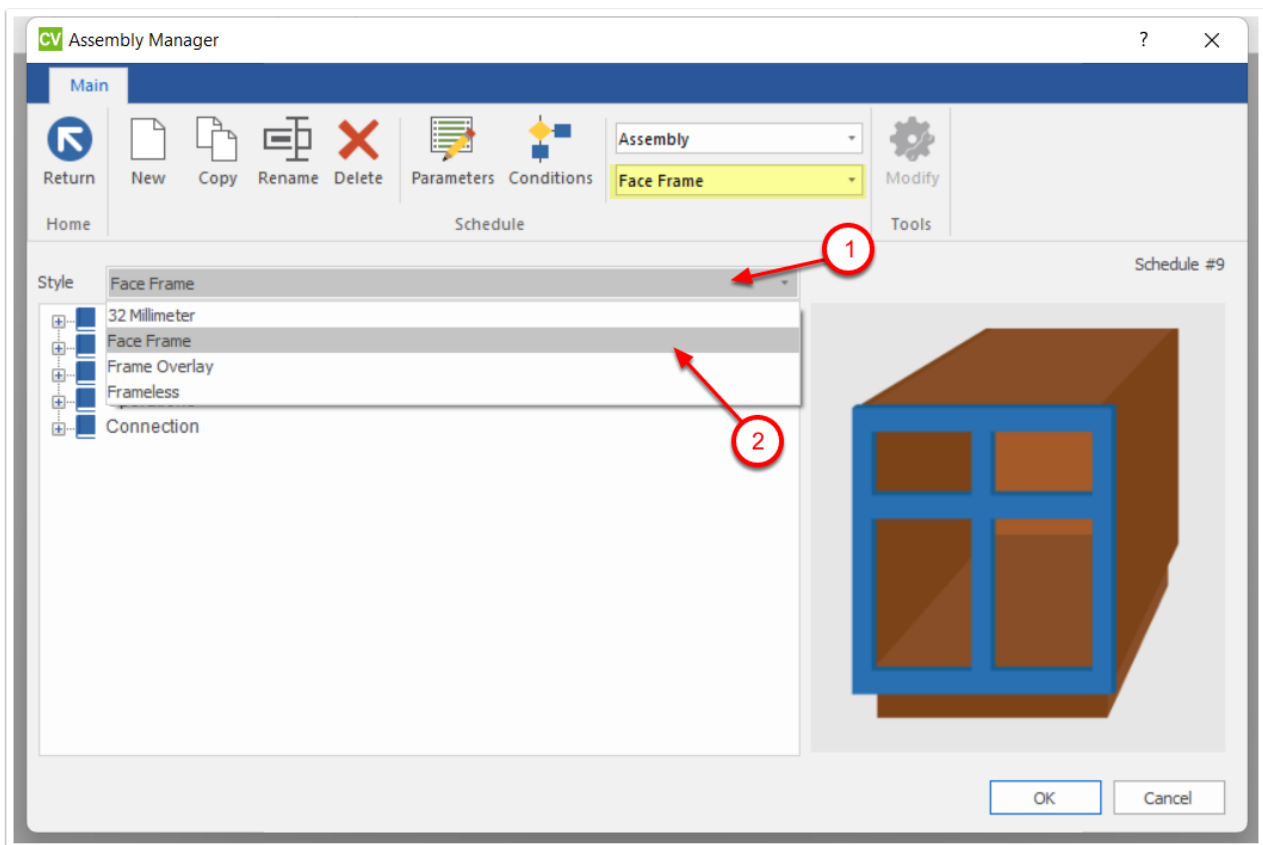 CV Assembly Manager ?
Main
Assembly
Return New Copy Rename Delete Parameters Conditions Face Frame Modify
Home Schedule Tools
1
Schedule #9
Style Face Frame
32 Millimeter
Face Frame
Frame Overlay
Frameless
Connection
2
OK Cancel